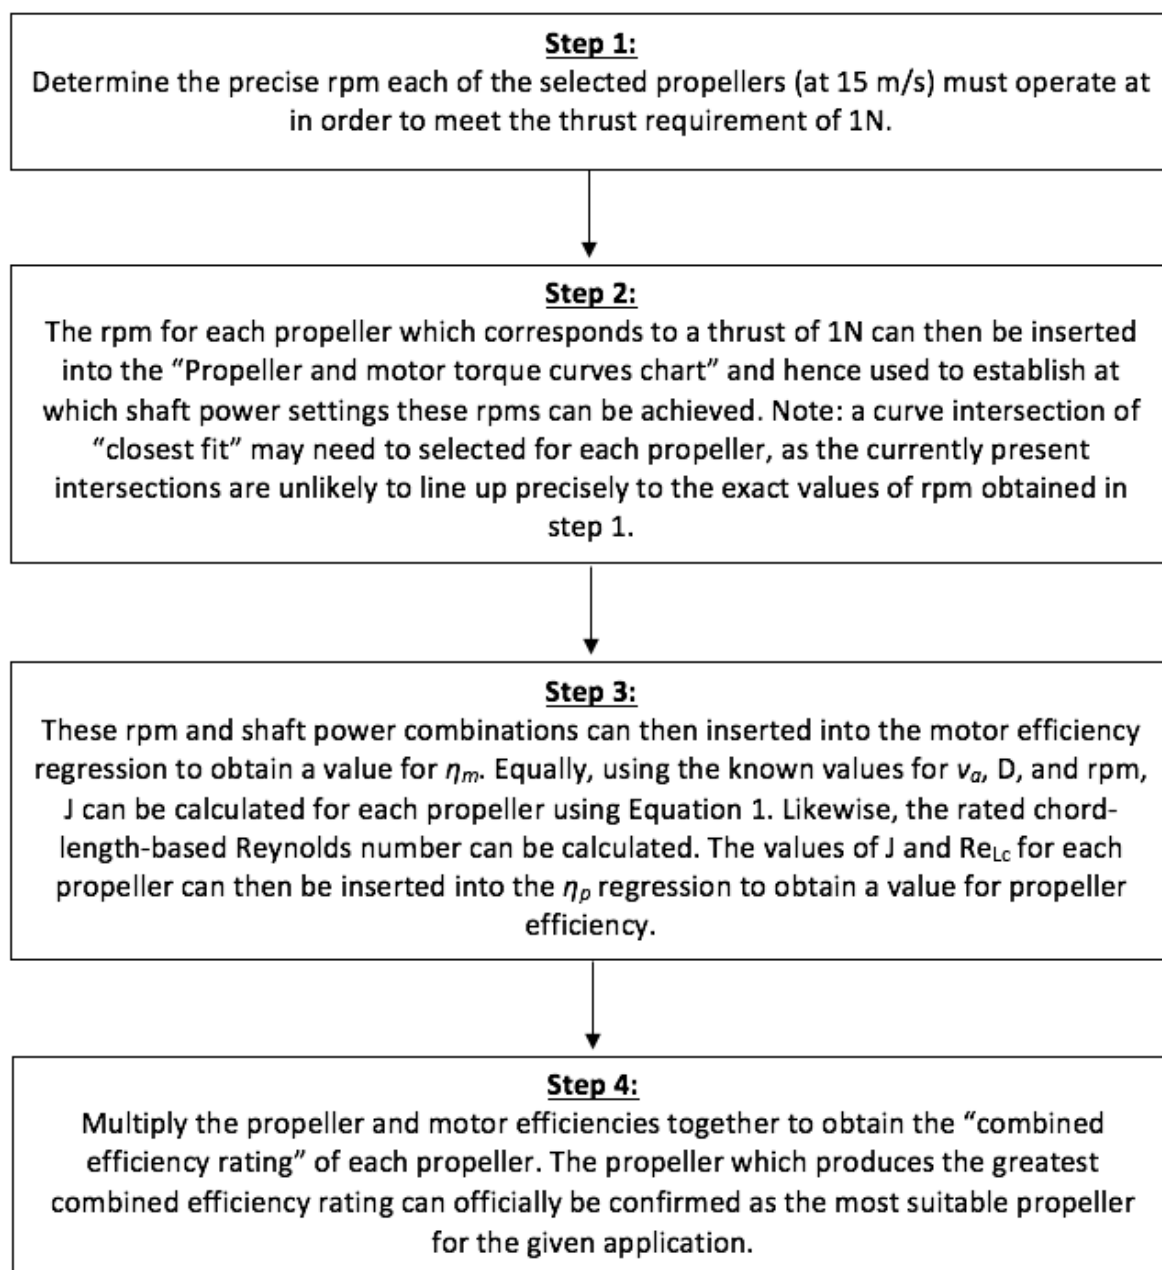 Step 1:
Determine the precise rpm each of the selected propellers (at 15 m/s) must operate at
in order to meet the thrust requirement of 1N.
Step 2:
The rpm for each propeller which corresponds to a thrust of 1N can then be inserted
into the “Propeller and motor torque curves chart” and hence used to establish at
which shaft power settings these rpms can be achieved. Note: a curve intersection of
“closest fit” may need to selected for each propeller, as the currently present
intersections are unlikely to line up precisely to the exact values of rpm obtained in
step 1.
Step 3:
These rpm and shaft power combinations can then inserted into the motor efficiency
regression to obtain a value for ηm. Equally, using the known values for va, D, and rpm,
J can be calculated for each propeller using Equation 1. Likewise, the rated chord-
length-based Reynolds number can be calculated. The values of J and ReLc for each
propeller can then be inserted into the ηp regression to obtain a value for propeller
efficiency.
Step 4:
Multiply the propeller and motor efficiencies together to obtain the “combined
efficiency rating” of each propeller. The propeller which produces the greatest
combined efficiency rating can officially be confirmed as the most suitable propeller
for the given application.